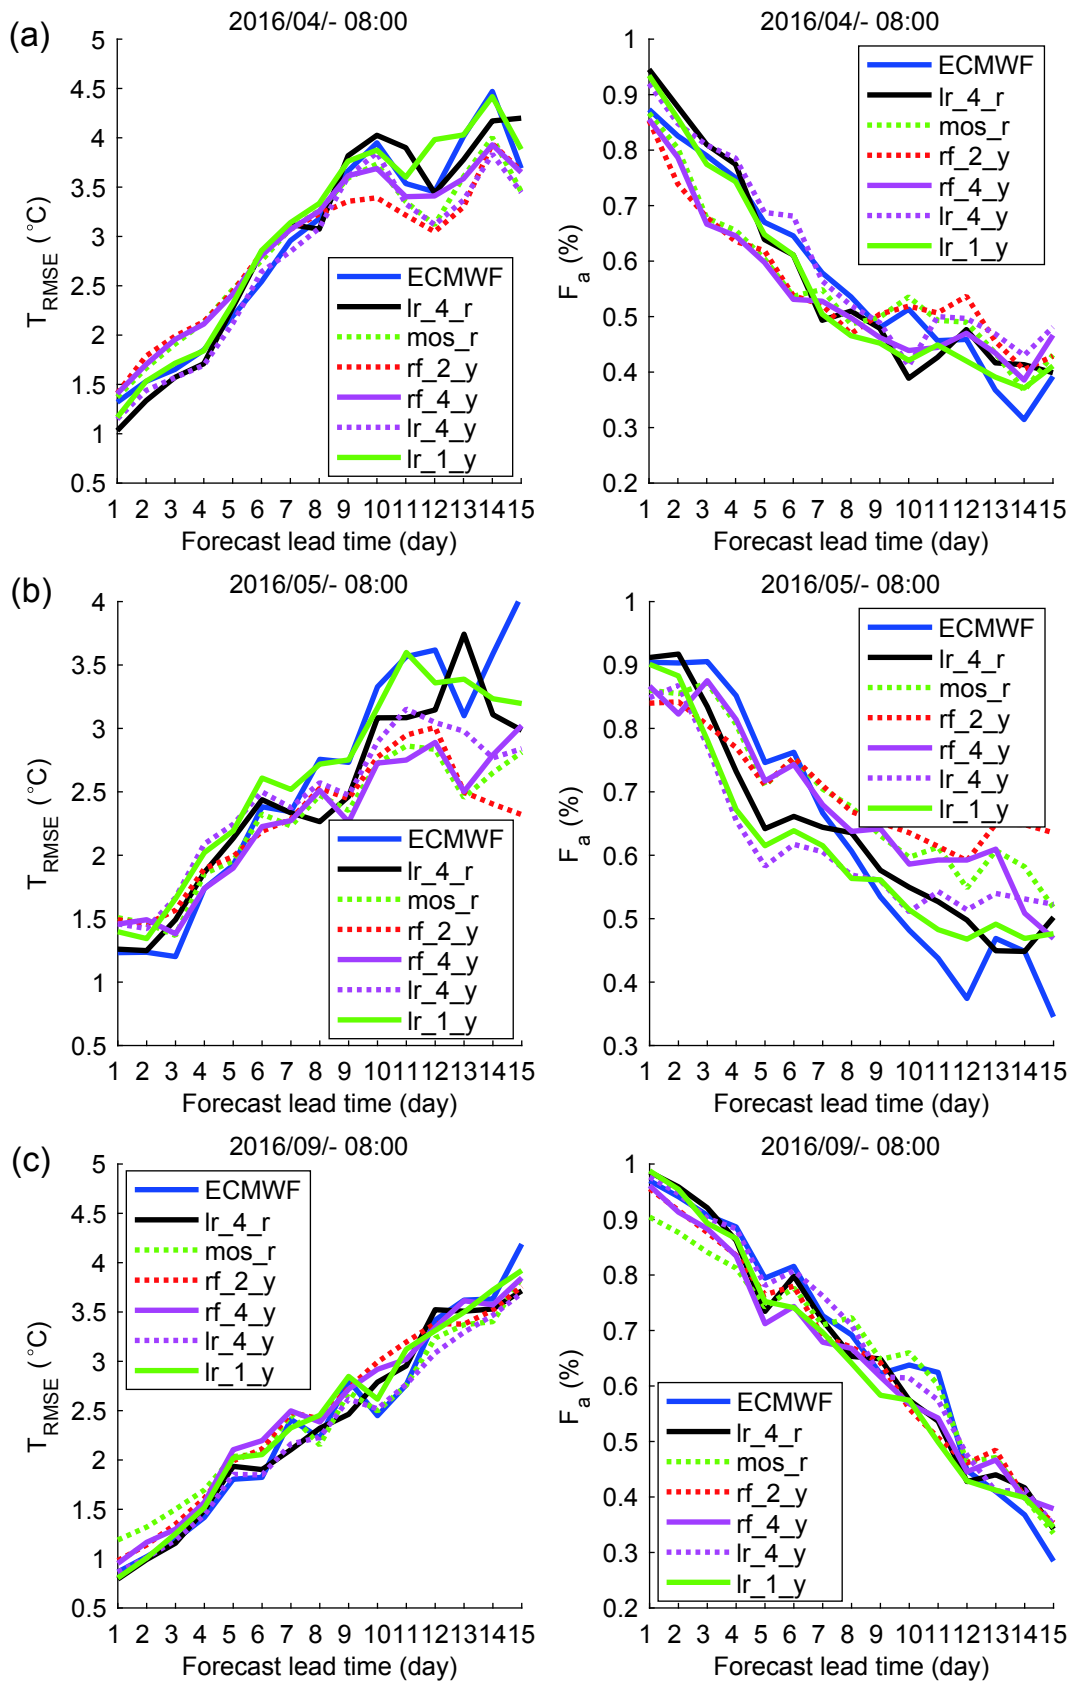 (a)
2016/04/- 08:00
5
4.5
4
3.5
3
2.5
2
1.5
1
0.5
T_RMSE (°C)
ECMWF
lr_4_r
mos_r
rf_2_y
rf_4_y
lr_4_y
lr_1_y
1 2 3 4 5 6 7 8 9 10 11 12 13 14 15
Forecast lead time (day)
2016/04/- 08:00
1
0.9
0.8
0.7
0.6
0.5
0.4
0.3
0.2
F_a (%)
ECMWF
lr_4_r
mos_r
rf_2_y
rf_4_y
lr_4_y
lr_1_y
1 2 3 4 5 6 7 8 9 10 11 12 13 14 15
Forecast lead time (day)
(b)
2016/05/- 08:00
4
3.5
3
2.5
2
1.5
1
0.5
T_RMSE (°C)
ECMWF
lr_4_r
mos_r
rf_2_y
rf_4_y
lr_4_y
lr_1_y
1 2 3 4 5 6 7 8 9 10 11 12 13 14 15
Forecast lead time (day)
2016/05/- 08:00
1
0.9
0.8
0.7
0.6
0.5
0.4
0.3
F_a (%)
ECMWF
lr_4_r
mos_r
rf_2_y
rf_4_y
lr_4_y
lr_1_y
1 2 3 4 5 6 7 8 9 10 11 12 13 14 15
Forecast lead time (day)
(c)
2016/09/- 08:00
5
4.5
4
3.5
3
2.5
2
1.5
1
0.5
T_RMSE (°C)
ECMWF
lr_4_r
mos_r
rf_2_y
rf_4_y
lr_4_y
lr_1_y
1 2 3 4 5 6 7 8 9 10 11 12 13 14 15
Forecast lead time (day)
2016/09/- 08:00
1
0.9
0.8
0.7
0.6
0.5
0.4
0.3
0.2
F_a (%)
ECMWF
lr_4_r
mos_r
rf_2_y
rf_4_y
lr_4_y
lr_1_y
1 2 3 4 5 6 7 8 9 10 11 12 13 14 15
Forecast lead time (day)